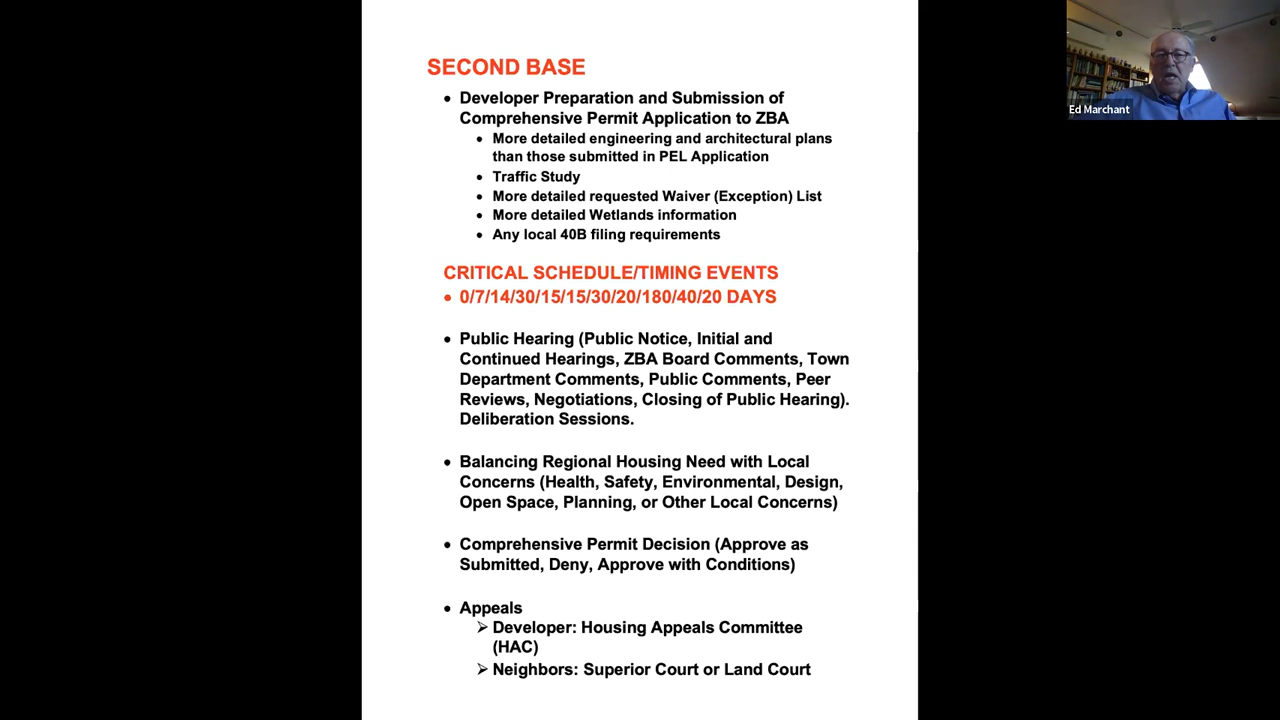 SECOND BASE
• Developer Preparation and Submission of
Comprehensive Permit Application to ZBA
• More detailed engineering and architectural plans
than those submitted in PEL Application
• Traffic Study
• More detailed requested Waiver (Exception) List
• More detailed Wetlands information
• Any local 40B filing requirements
CRITICAL SCHEDULE/TIMING EVENTS
• 0/7/14/30/15/15/30/20/180/40/20 DAYS
• Public Hearing (Public Notice, Initial and
Continued Hearings, ZBA Board Comments, Town
Department Comments, Public Comments, Peer
Reviews, Negotiations, Closing of Public Hearing).
Deliberation Sessions.
• Balancing Regional Housing Need with Local
Concerns (Health, Safety, Environmental, Design,
Open Space, Planning, or Other Local Concerns)
• Comprehensive Permit Decision (Approve as
Submitted, Deny, Approve with Conditions)
• Appeals
➢ Developer: Housing Appeals Committee
(HAC)
➢ Neighbors: Superior Court or Land Court
Ed Marchant